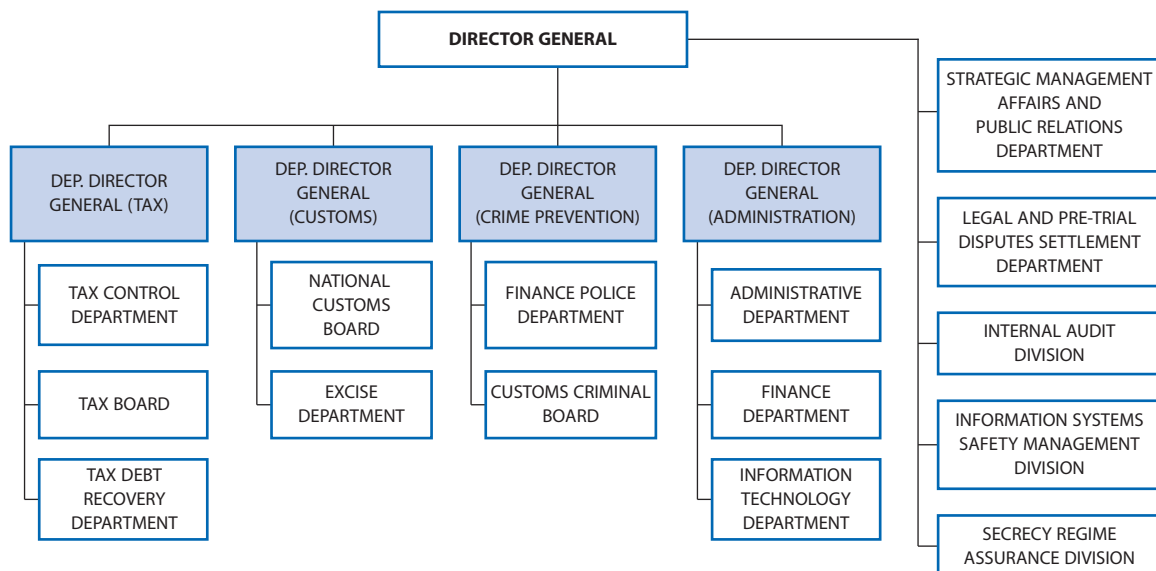 DIRECTOR GENERAL
DEP. DIRECTOR
GENERAL (TAX)
TAX CONTROL
DEPARTMENT
TAX BOARD
TAX DEBT
RECOVERY
DEPARTMENT
DEP. DIRECTOR
GENERAL
(CUSTOMS)
NATIONAL
CUSTOMS
BOARD
EXCISE
DEPARTMENT
DEP. DIRECTOR
GENERAL
(CRIME PREVENTION)
FINANCE POLICE
DEPARTMENT
CUSTOMS CRIMINAL
BOARD
DEP. DIRECTOR
GENERAL
(ADMINISTRATION)
ADMINISTRATIVE
DEPARTMENT
FINANCE
DEPARTMENT
INFORMATION
TECHNOLOGY
DEPARTMENT
STRATEGIC MANAGEMENT
AFFAIRS AND
PUBLIC RELATIONS
DEPARTMENT
LEGAL AND PRE-TRIAL
DISPUTES SETTLEMENT
DEPARTMENT
INTERNAL AUDIT
DIVISION
INFORMATION SYSTEMS
SAFETY MANAGEMENT
DIVISION
SECRECY REGIME
ASSURANCE DIVISION